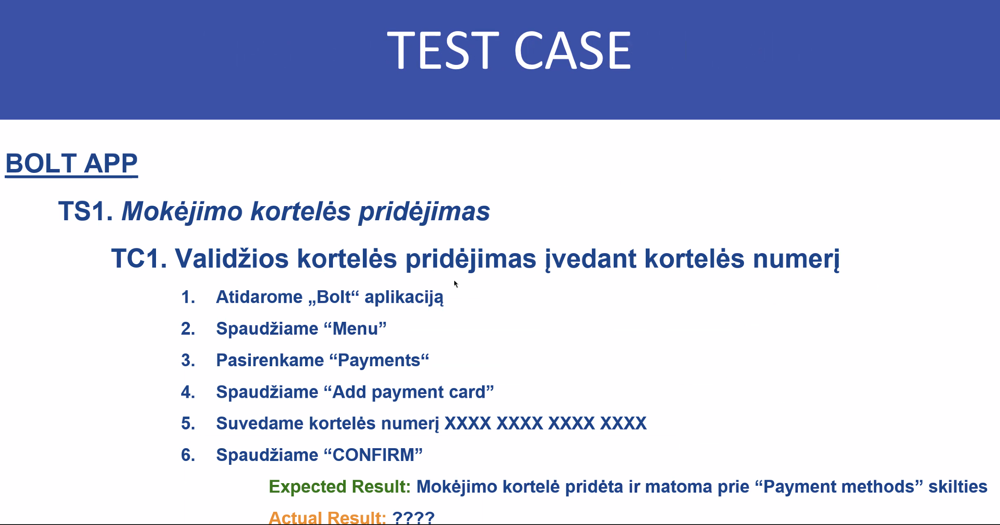 TEST CASE
BOLT APP
TS1. Mokėjimo kortelės pridėjimas
TC1. Validžios kortelės pridėjimas įvedant kortelės numerį
1. Atidarome „Bolt“ aplikaciją
2. Spaudžiame “Menu”
3. Pasirenkame “Payments“
4. Spaudžiame “Add payment card”
5. Suvedame kortelės numerį XXXX XXXX XXXX XXXX
6. Spaudžiame “CONFIRM”
Expected Result: Mokėjimo kortelė pridėta ir matoma prie “Payment methods” skilties
Actual Result: ????